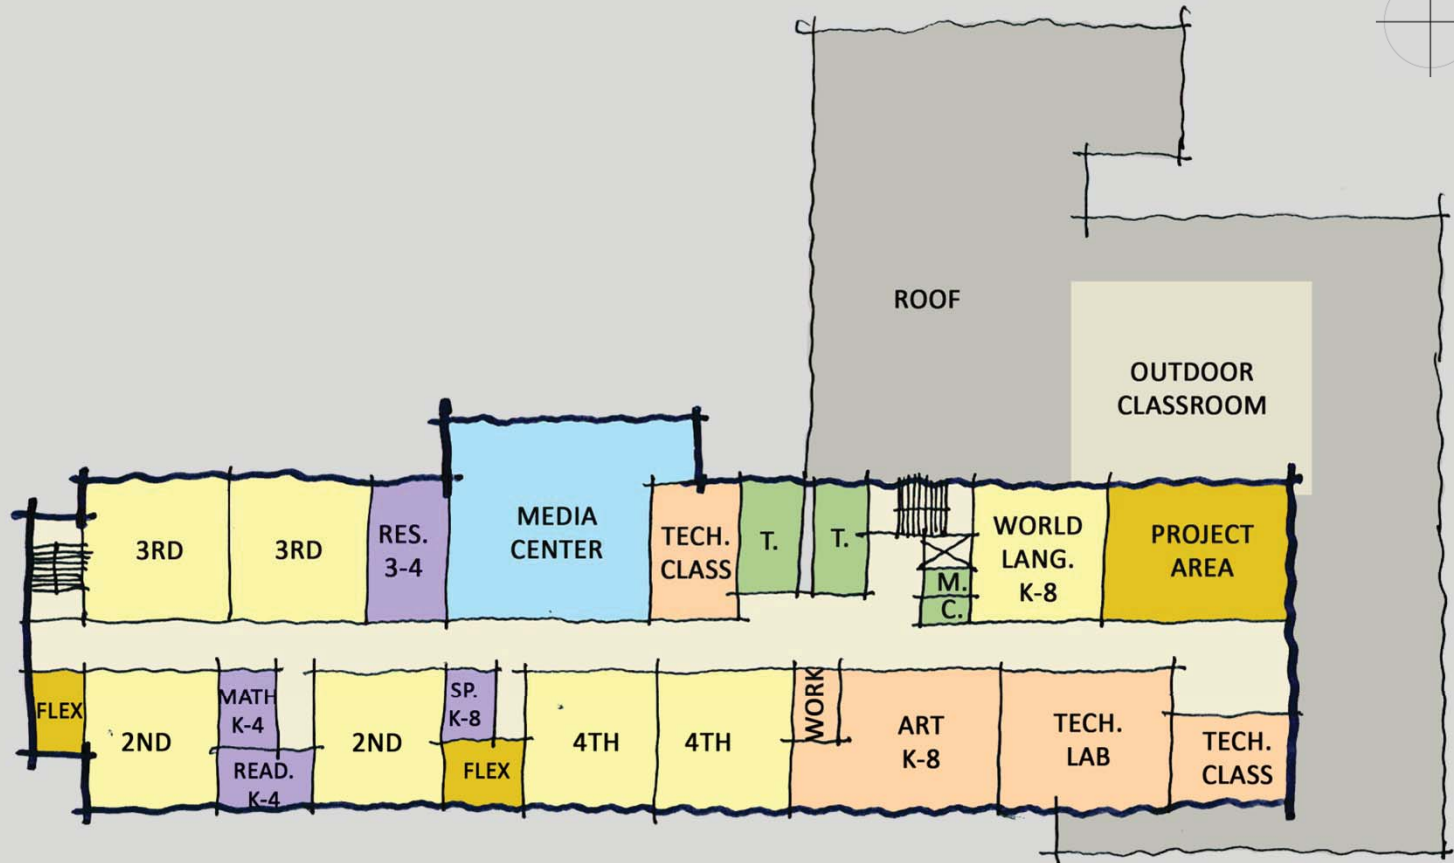 ROOF
OUTDOOR
CLASSROOM
3RD
3RD
RES.
3-4
MEDIA
CENTER
TECH.
CLASS
T.
T.
M.
C.
WORLD
LANG.
K-8
PROJECT
AREA
FLEX
2ND
MATH
K-4
READ.
K-4
2ND
SP.
K-8
FLEX
4TH
4TH
WORK
ART
K-8
TECH.
LAB
TECH.
CLASS